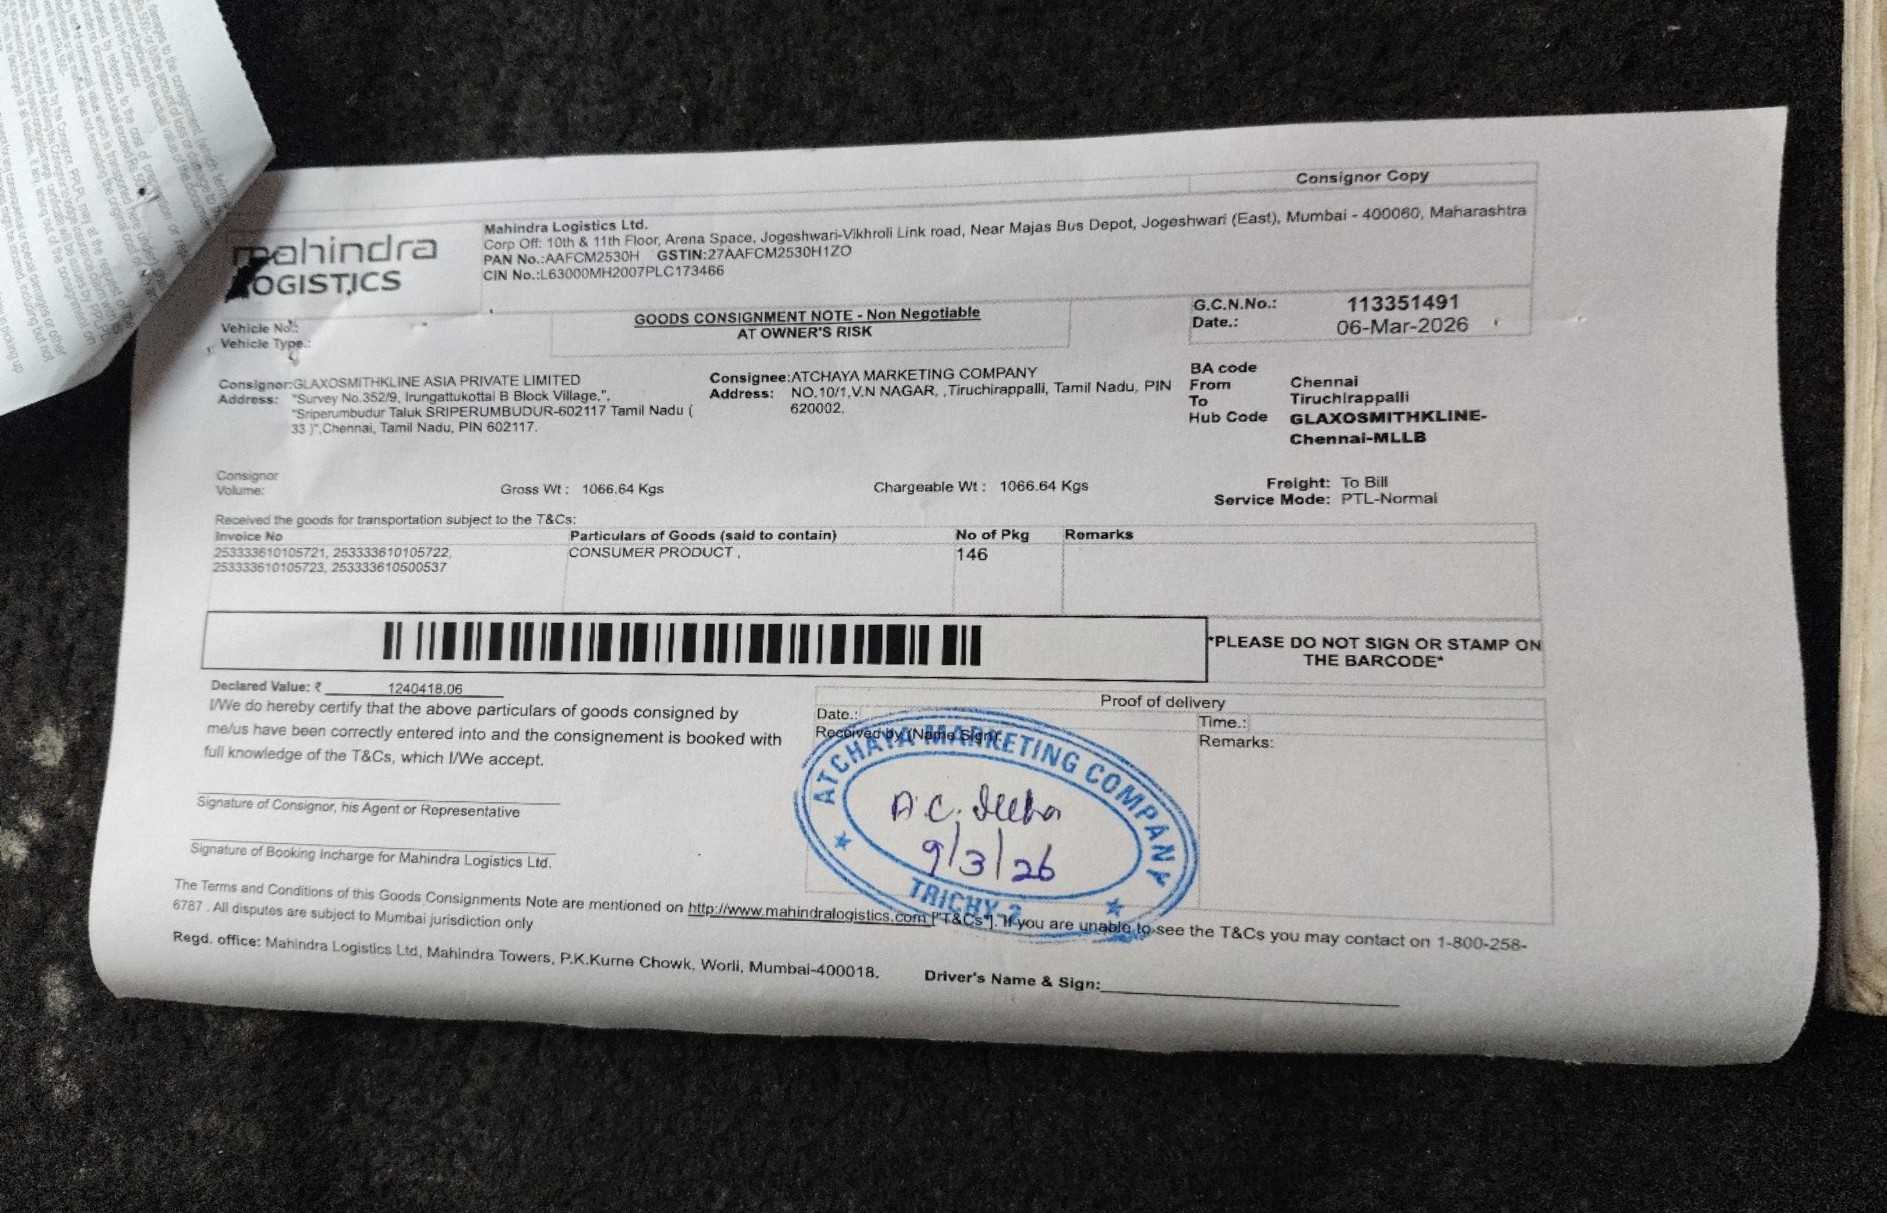 Consignor Copy
mahindra
LOGISTICS
Mahindra Logistics Ltd.
Corp Off: 10th & 11th Floor, Arena Space, Jogeshwari-Vikhroli Link road, Near Majas Bus Depot, Jogeshwari (East), Mumbai - 400060, Maharashtra
PAN No.:AAFCM2530H GSTIN:27AAFCM2530H1ZO
CIN No.:L63000MH2007PLC173466
Vehicle No.:
Vehicle Type.:
GOODS CONSIGNMENT NOTE - Non Negotiable
AT OWNER'S RISK
G.C.N.No.: 113351491
Date.: 06-Mar-2026
Consignor:GLAXOSMITHKLINE ASIA PRIVATE LIMITED
Address: "Survey No.352/9, Irungattukottai B Block Village,",
"Sriperumbudur Taluk SRIPERUMBUDUR-602117 Tamil Nadu (
33 )",Chennai, Tamil Nadu, PIN 602117.
Consignee:ATCHAYA MARKETING COMPANY
Address: NO.10/1,V.N NAGAR, ,Tiruchirappalli, Tamil Nadu, PIN
620002.
BA code
From Chennai
To Tiruchirappalli
Hub Code GLAXOSMITHKLINE-
Chennai-MLLB
Consignor
Volume:
Gross Wt : 1066.64 Kgs
Chargeable Wt : 1066.64 Kgs
Freight: To Bill
Service Mode: PTL-Normal
Received the goods for transportation subject to the T&Cs:
Invoice No Particulars of Goods (said to contain) No of Pkg Remarks
253333610105721, 253333610105722, CONSUMER PRODUCT , 146
253333610105723, 253333610500537
*PLEASE DO NOT SIGN OR STAMP ON
THE BARCODE*
Declared Value: ₹ 1240418.06
I/We do hereby certify that the above particulars of goods consigned by
me/us have been correctly entered into and the consignement is booked with
full knowledge of the T&Cs, which I/We accept.
Signature of Consignor, his Agent or Representative
Signature of Booking Incharge for Mahindra Logistics Ltd.
Proof of delivery
Date.:
Time.:
Received by (Name Sign):
Remarks:
ATCHAYA MARKETING COMPANY
A.C.
9/3/26
TRICHY-2
The Terms and Conditions of this Goods Consignments Note are mentioned on http://www.mahindralogistics.com ["T&Cs"]. If you are unable to see the T&Cs you may contact on 1-800-258-
6787 . All disputes are subject to Mumbai jurisdiction only
Regd. office: Mahindra Logistics Ltd, Mahindra Towers, P.K.Kurne Chowk, Worli, Mumbai-400018.
Driver's Name & Sign: